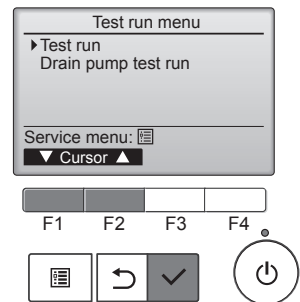 Test run menu
▶Test run
Drain pump test run
Service menu:
▼ Cursor ▲
F1 F2 F3 F4